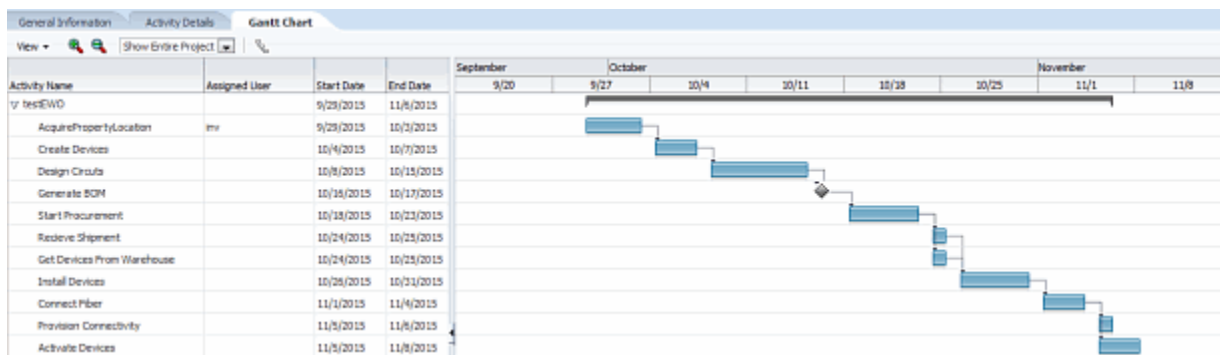 General Information Activity Details Gantt Chart
View Show Entire Project
September October November
Activity Name Assigned User Start Date End Date 9/20 9/27 10/4 10/11 10/18 10/25 11/1 11/8
testEWO 9/29/2015 11/6/2015
AcquirePropertyLocation inv 9/29/2015 10/3/2015
Create Devices 10/4/2015 10/7/2015
Design Circuts 10/8/2015 10/15/2015
Generate BOM 10/16/2015 10/17/2015
Start Procurement 10/18/2015 10/23/2015
Recieve Shipment 10/24/2015 10/25/2015
Get Devices From Warehouse 10/24/2015 10/25/2015
Install Devices 10/26/2015 10/31/2015
Connect Fiber 11/1/2015 11/4/2015
Provision Connectivity 11/5/2015 11/6/2015
Activate Devices 11/5/2015 11/8/2015